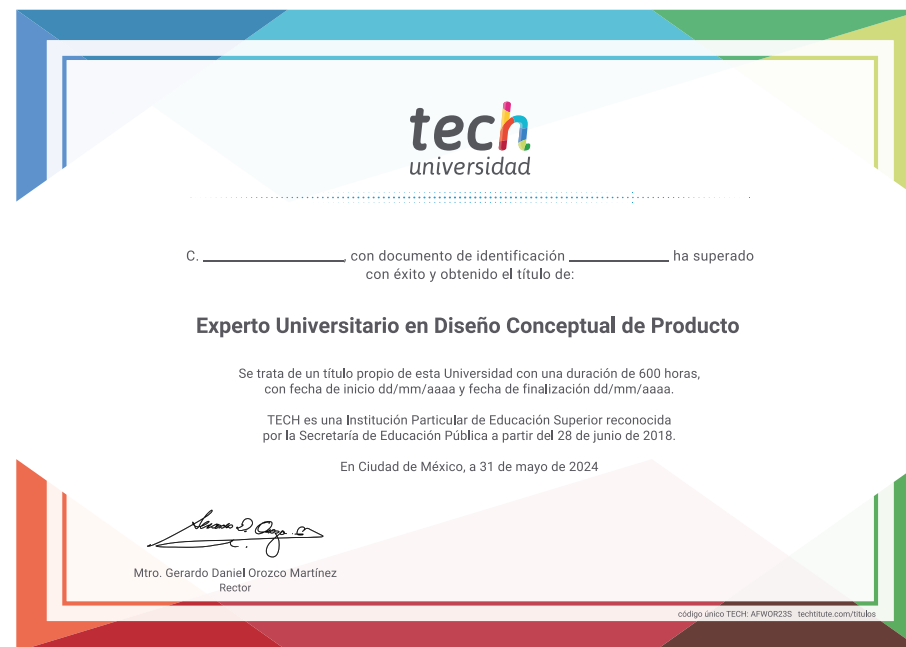 tech
universidad
C. ____________, con documento de identificación ____________ ha superado
con éxito y obtenido el título de:
Experto Universitario en Diseño Conceptual de Producto
Se trata de un título propio de esta Universidad con una duración de 600 horas,
con fecha de inicio dd/mm/aaaa y fecha de finalización dd/mm/aaaa.
TECH es una Institución Particular de Educación Superior reconocida
por la Secretaría de Educación Pública a partir del 28 de junio de 2018.
En Ciudad de México, a 31 de mayo de 2024
Mtro. Gerardo Daniel Orozco Martínez
Rector
código único TECH: AFWOR23S techtitute.com/titulos